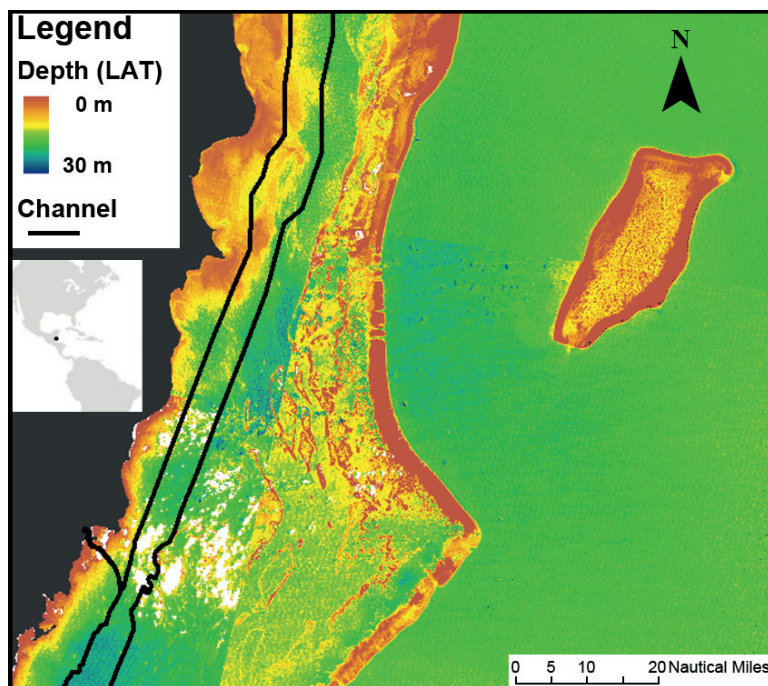 Legend
Depth (LAT)
0 m
30 m
Channel
N
0 5 10 20 Nautical Miles